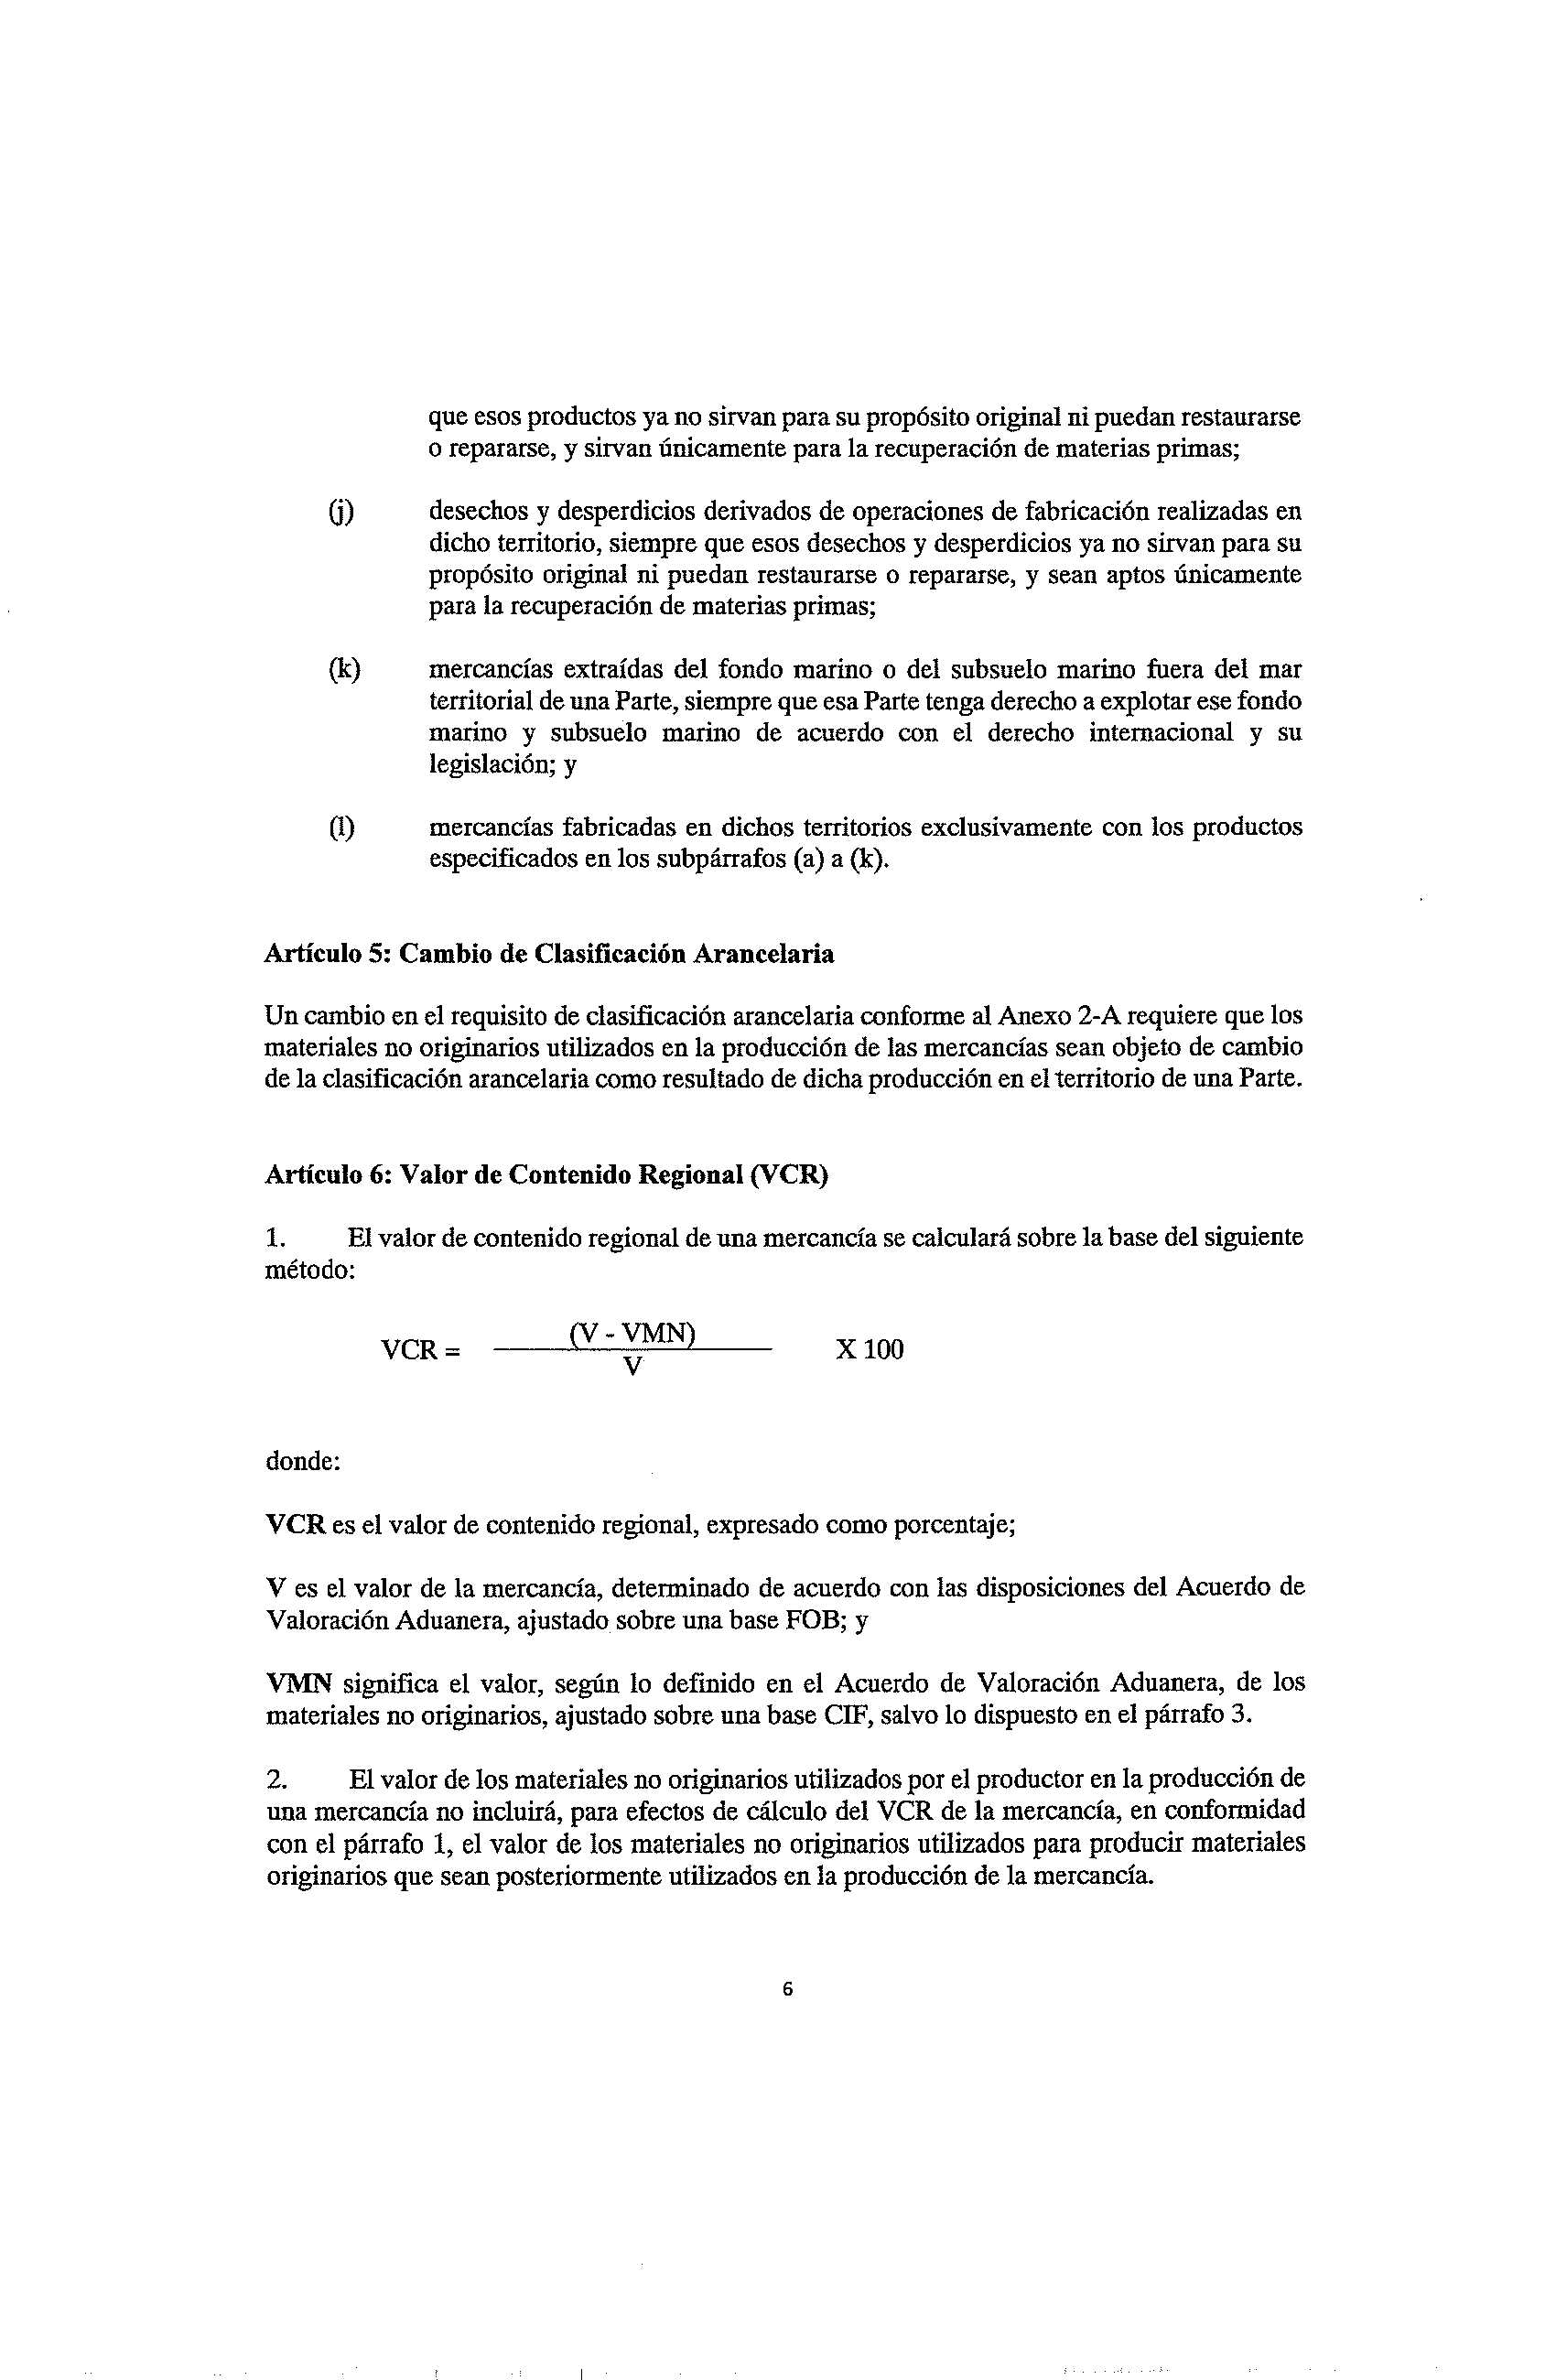 que esos productos ya no sirvan para su propósito original ni puedan restaurarse
o repararse, y sirvan únicamente para la recuperación de materias primas;
(j) desechos y desperdicios derivados de operaciones de fabricación realizadas en
dicho territorio, siempre que esos desechos y desperdicios ya no sirvan para su
propósito original ni puedan restaurarse o repararse, y sean aptos únicamente
para la recuperación de materias primas;
(k) mercancías extraídas del fondo marino o del subsuelo marino fuera del mar
territorial de una Parte, siempre que esa Parte tenga derecho a explotar ese fondo
marino y subsuelo marino de acuerdo con el derecho internacional y su
legislación; y
(l) mercancías fabricadas en dichos territorios exclusivamente con los productos
especificados en los subpárrafos (a) a (k).
Artículo 5: Cambio de Clasificación Arancelaria
Un cambio en el requisito de clasificación arancelaria conforme al Anexo 2-A requiere que los
materiales no originarios utilizados en la producción de las mercancías sean objeto de cambio
de la clasificación arancelaria como resultado de dicha producción en el territorio de una Parte.
Artículo 6: Valor de Contenido Regional (VCR)
1. El valor de contenido regional de una mercancía se calculará sobre la base del siguiente
método:
(V - VMN)
VCR = X 100
V
donde:
VCR es el valor de contenido regional, expresado como porcentaje;
V es el valor de la mercancía, determinado de acuerdo con las disposiciones del Acuerdo de
Valoración Aduanera, ajustado sobre una base FOB; y
VMN significa el valor, según lo definido en el Acuerdo de Valoración Aduanera, de los
materiales no originarios, ajustado sobre una base CIF, salvo lo dispuesto en el párrafo 3.
2. El valor de los materiales no originarios utilizados por el productor en la producción de
una mercancía no incluirá, para efectos de cálculo del VCR de la mercancía, en conformidad
con el párrafo 1, el valor de los materiales no originarios utilizados para producir materiales
originarios que sean posteriormente utilizados en la producción de la mercancía.
6